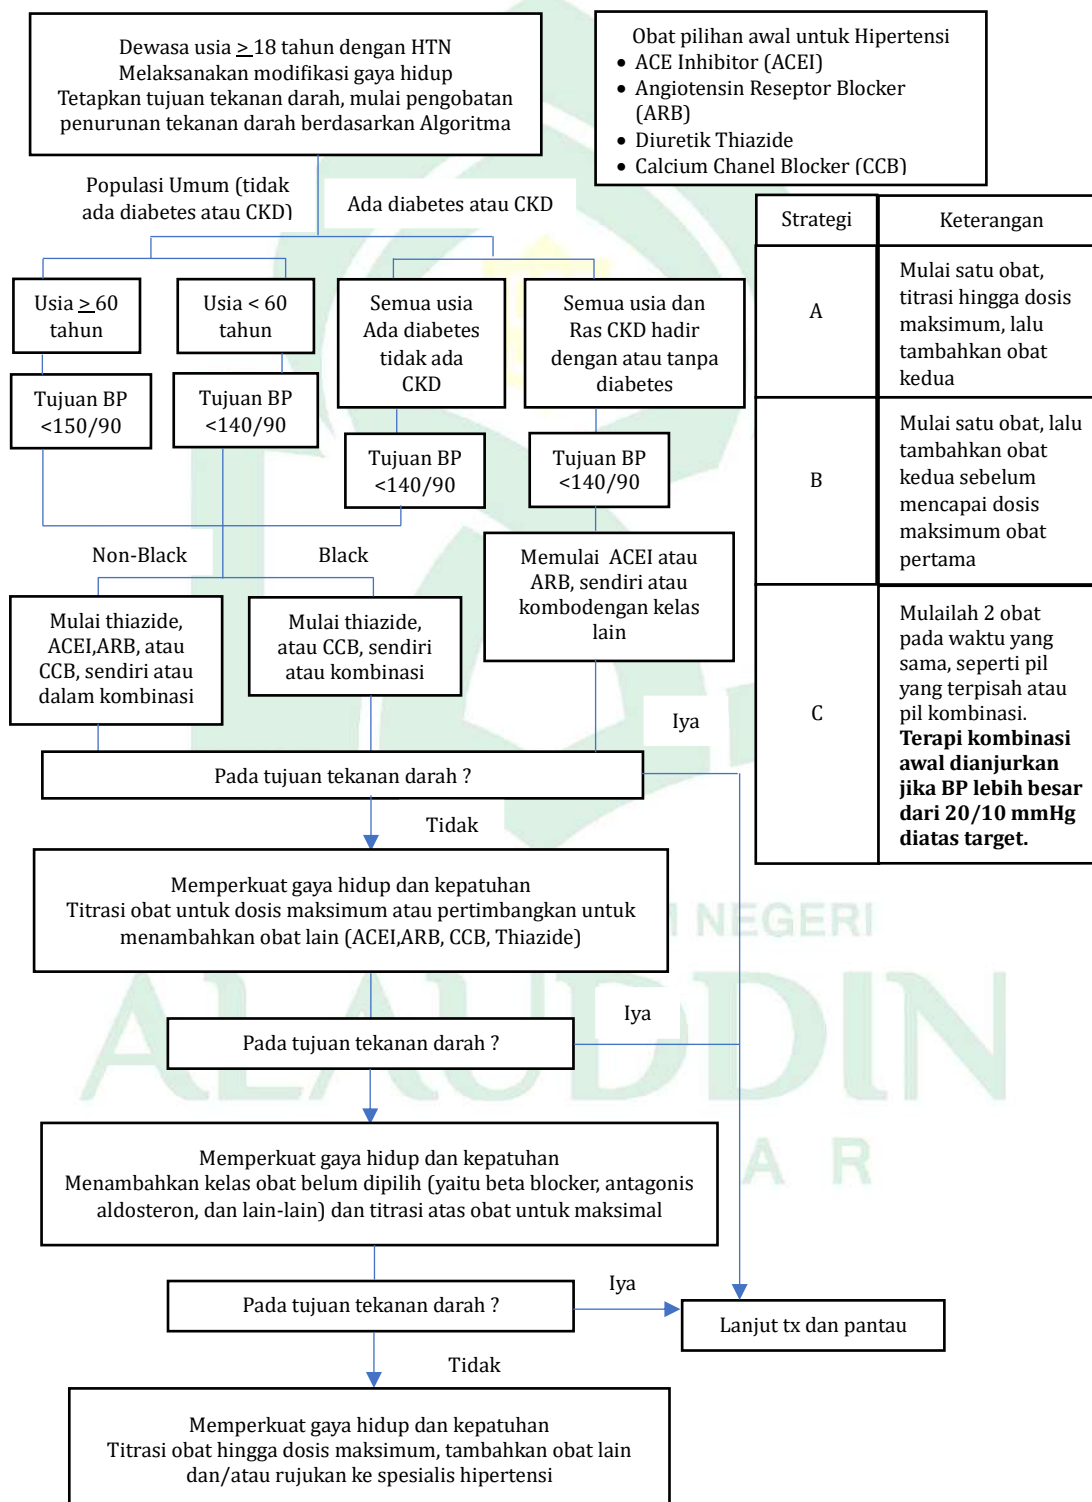 Dewasa usia > 18 tahun dengan HTN
Melaksanakan modifikasi gaya hidup
Tetapkan tujuan tekanan darah, mulai pengobatan
penurunan tekanan darah berdasarkan Algoritma
Obat pilihan awal untuk Hipertensi
• ACE Inhibitor (ACEI)
• Angiotensin Reseptor Blocker
(ARB)
• Diuretik Thiazide
• Calcium Chanel Blocker (CCB)
Populasi Umum (tidak
ada diabetes atau CKD)
Ada diabetes atau CKD
Usia > 60
tahun
Usia < 60
tahun
Semua usia
Ada diabetes
tidak ada
CKD
Semua usia dan
Ras CKD hadir
dengan atau tanpa
diabetes
Tujuan BP
<150/90
Tujuan BP
<140/90
Tujuan BP
<140/90
Tujuan BP
<140/90
Non-Black
Black
Mulai thiazide,
ACEI,ARB, atau
CCB, sendiri atau
dalam kombinasi
Mulai thiazide,
atau CCB, sendiri
atau kombinasi
Memulai ACEI atau
ARB, sendiri atau
kombodengan kelas
lain
Strategi
Keterangan
A
Mulai satu obat,
titrasi hingga dosis
maksimum, lalu
tambahkan obat
kedua
B
Mulai satu obat, lalu
tambahkan obat
kedua sebelum
mencapai dosis
maksimum obat
pertama
C
Mulailah 2 obat
pada waktu yang
sama, seperti pil
yang terpisah atau
pil kombinasi.
Terapi kombinasi
awal dianjurkan
jika BP lebih besar
dari 20/10 mmHg
diatas target.
Iya
Pada tujuan tekanan darah ?
Tidak
Memperkuat gaya hidup dan kepatuhan
Titrasi obat untuk dosis maksimum atau pertimbangkan untuk
menambahkan obat lain (ACEI,ARB, CCB, Thiazide)
NEGERI
ALAUDDIN
Iya
Pada tujuan tekanan darah ?
Memperkuat gaya hidup dan kepatuhan
Menambahkan kelas obat belum dipilih (yaitu beta blocker, antagonis
aldosteron, dan lain-lain) dan titrasi atas obat untuk maksimal
A R
Pada tujuan tekanan darah ?
Iya
Lanjut tx dan pantau
Tidak
Memperkuat gaya hidup dan kepatuhan
Titrasi obat hingga dosis maksimum, tambahkan obat lain
dan/atau rujukan ke spesialis hipertensi